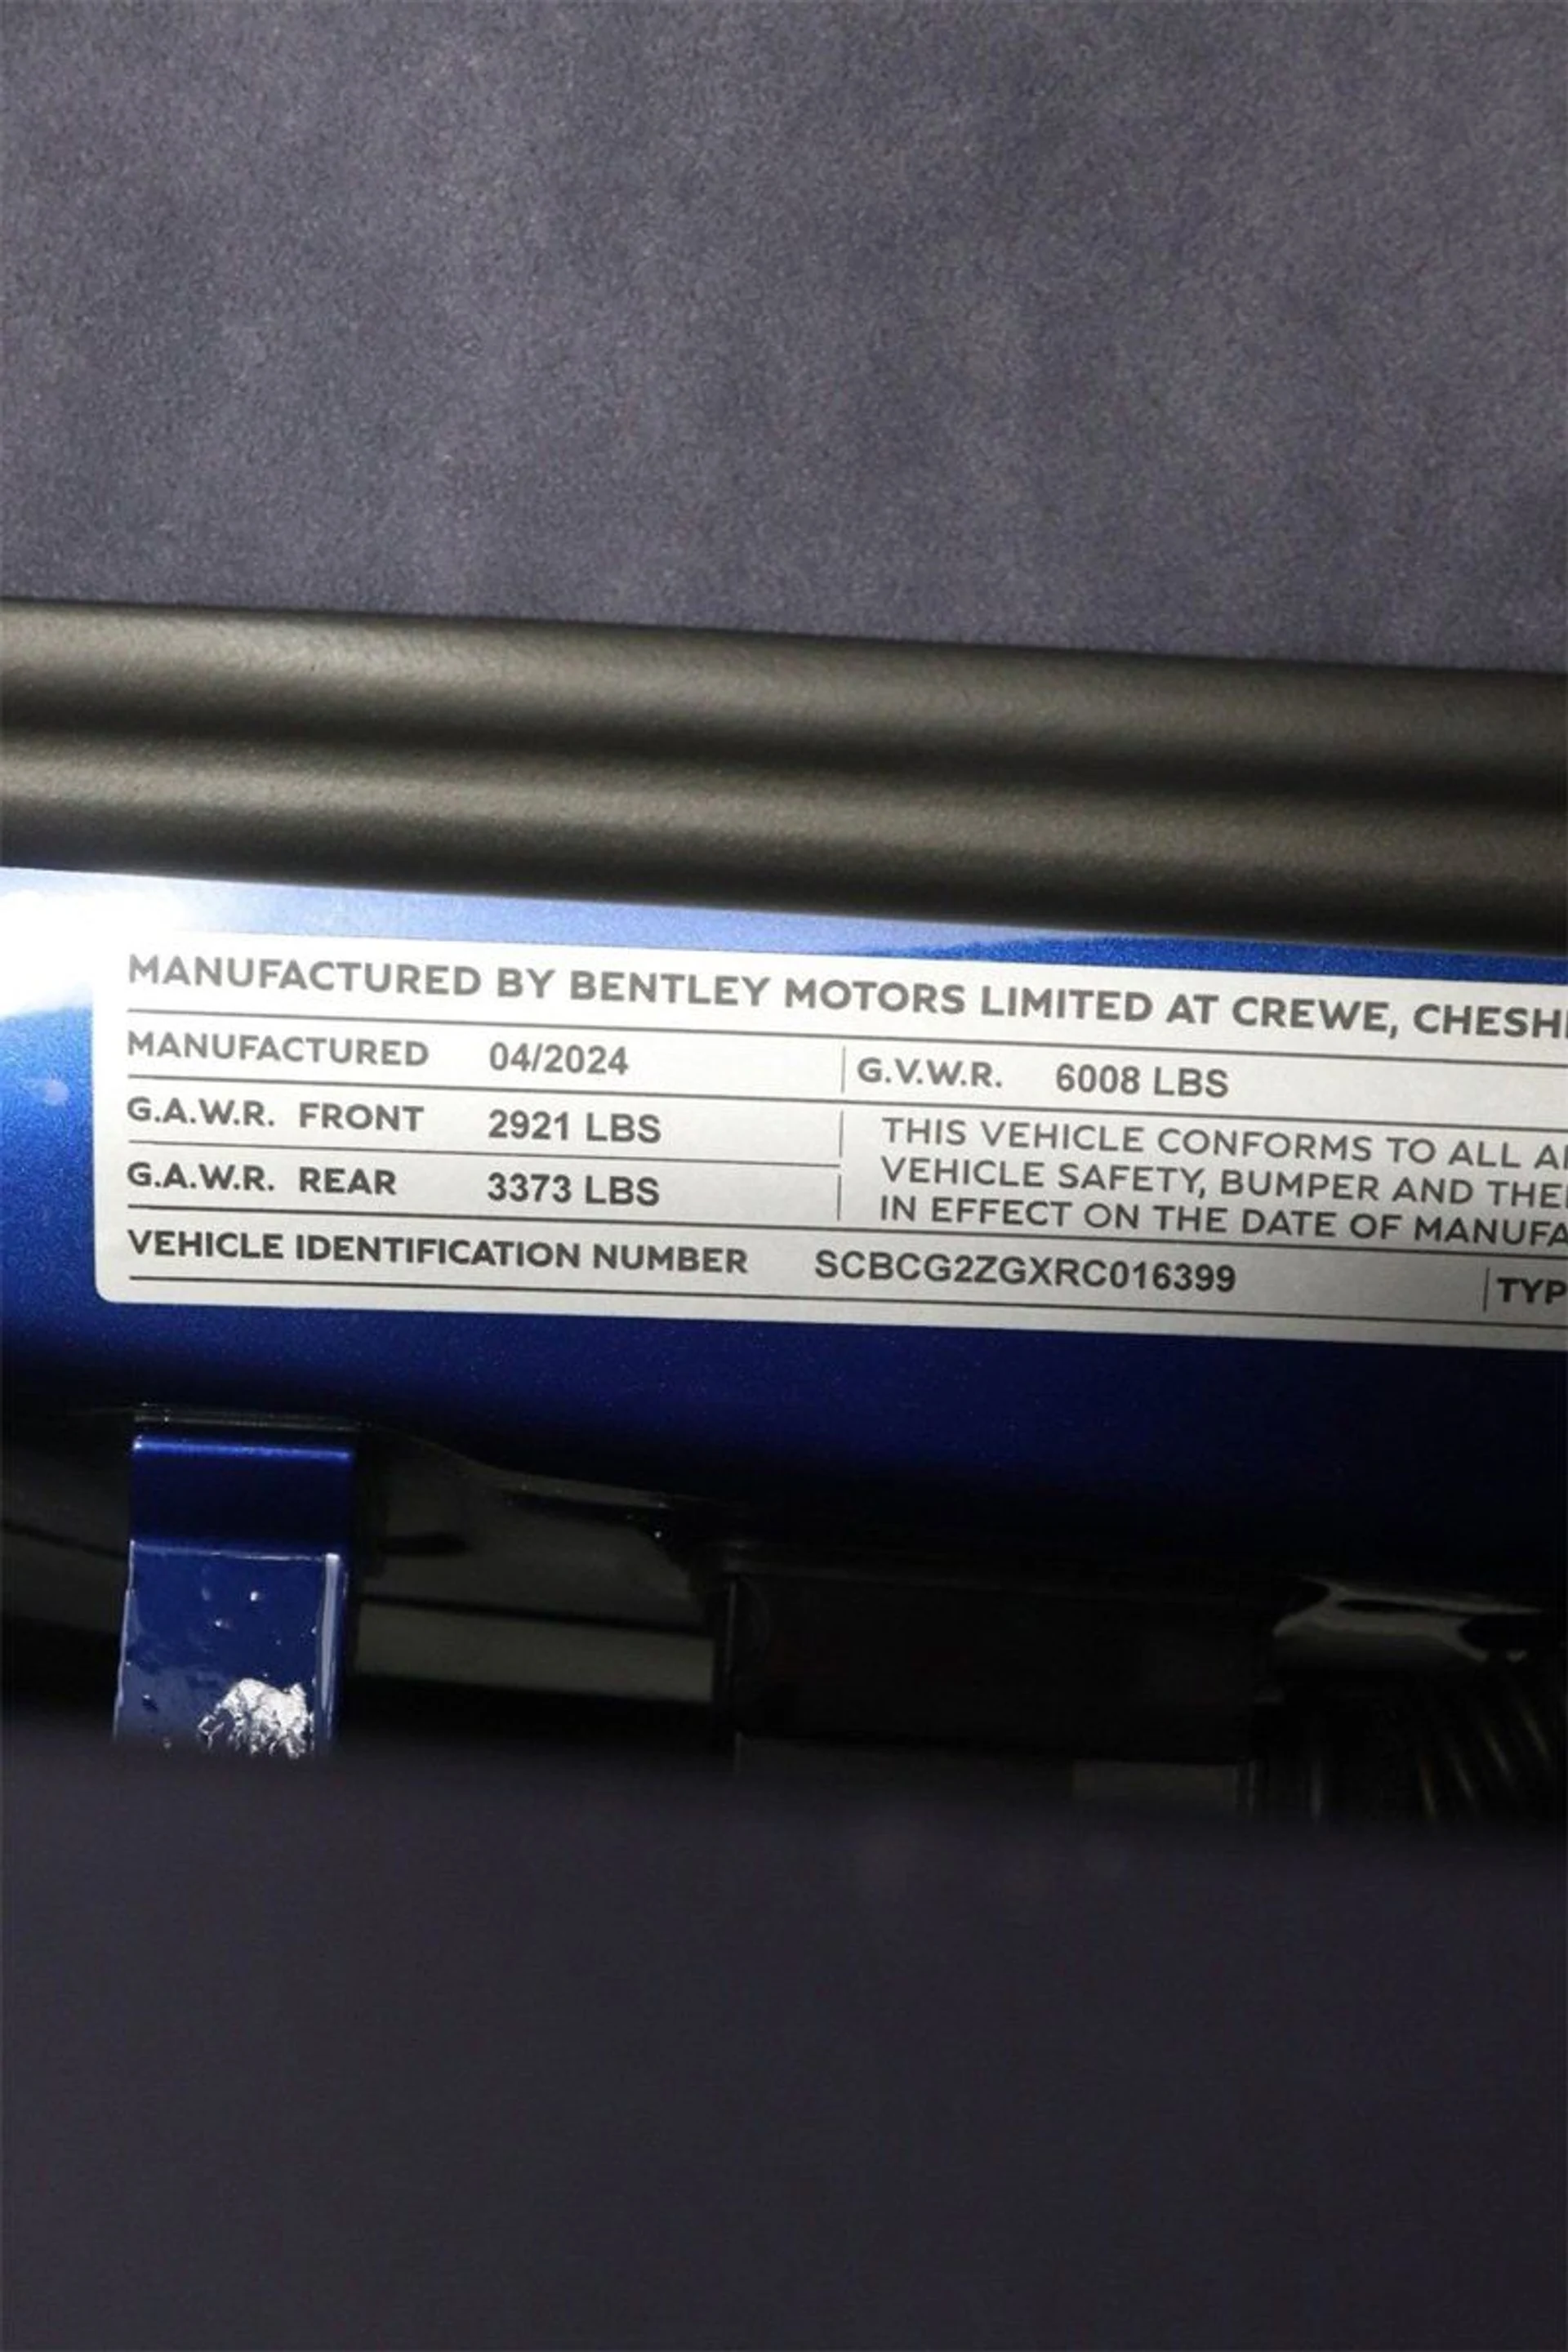 MANUFACTURED BY BENTLEY MOTORS LIMITED AT CREWE,
MANUFACTURED 04/2024 G.V.W.R. 6008 LBS
G.A.W.R. FRONT 2921 LBS
THIS VEHICLE CONFORMS TO ALL
VEHICLE SAFETY, BUMPER AND
G.A.W.R. REAR 3373 LBS
IN EFFECT ON THE DATE OF
VEHICLE IDENTIFICATION NUMBER SCBCG2ZGXRC016399